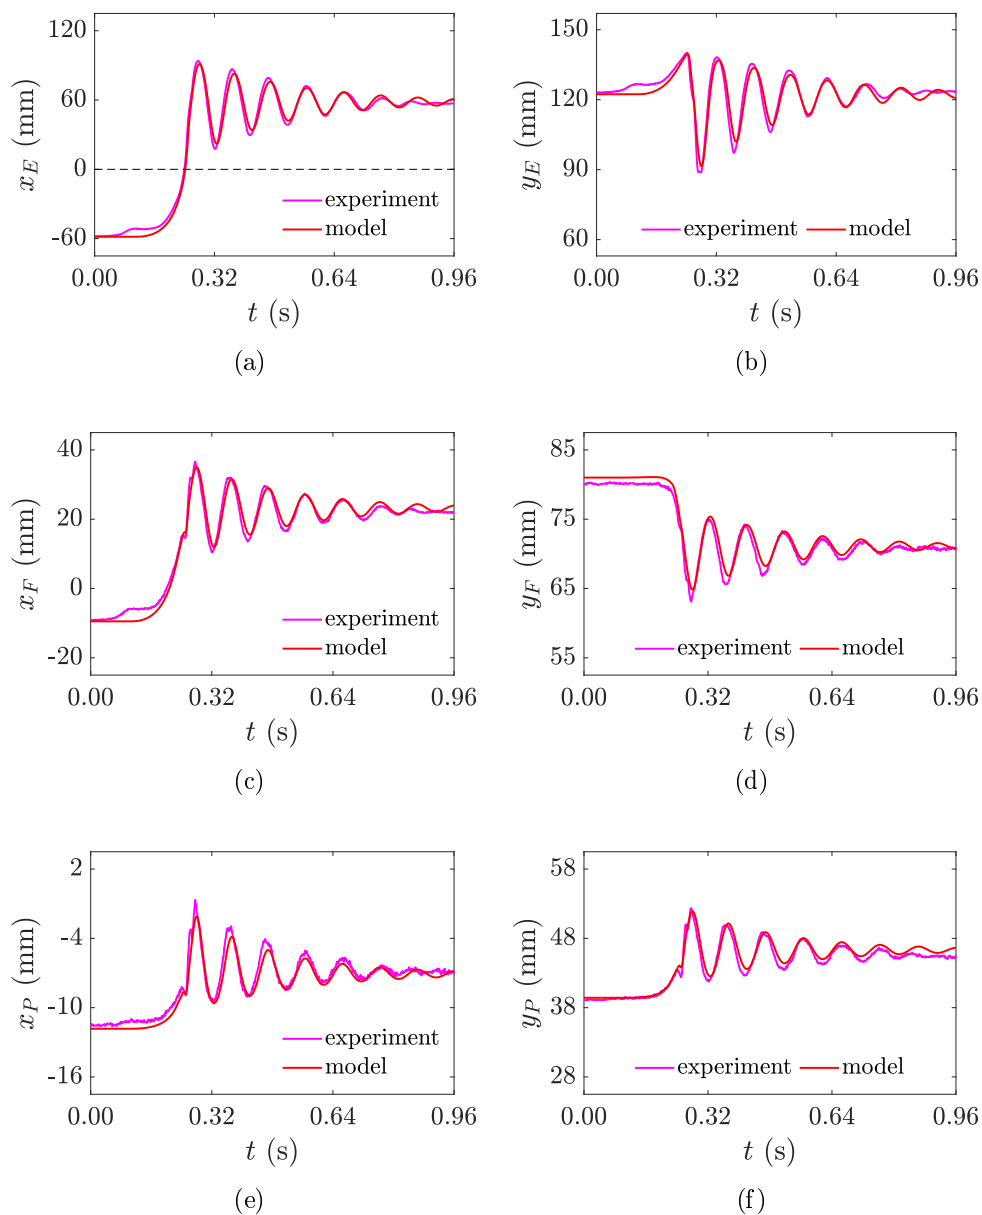 120
60
0
-60
x_E (mm)
experiment
model
0.00 0.32 0.64 0.96
t (s)
(a)
150
120
90
60
y_E (mm)
experiment model
0.00 0.32 0.64 0.96
t (s)
(b)
40
20
0
-20
x_F (mm)
experiment
model
0.00 0.32 0.64 0.96
t (s)
(c)
85
75
65
55
y_F (mm)
experiment model
0.00 0.32 0.64 0.96
t (s)
(d)
2
-4
-10
-16
x_P (mm)
experiment
model
0.00 0.32 0.64 0.96
t (s)
(e)
58
48
38
28
y_P (mm)
experiment model
0.00 0.32 0.64 0.96
t (s)
(f)